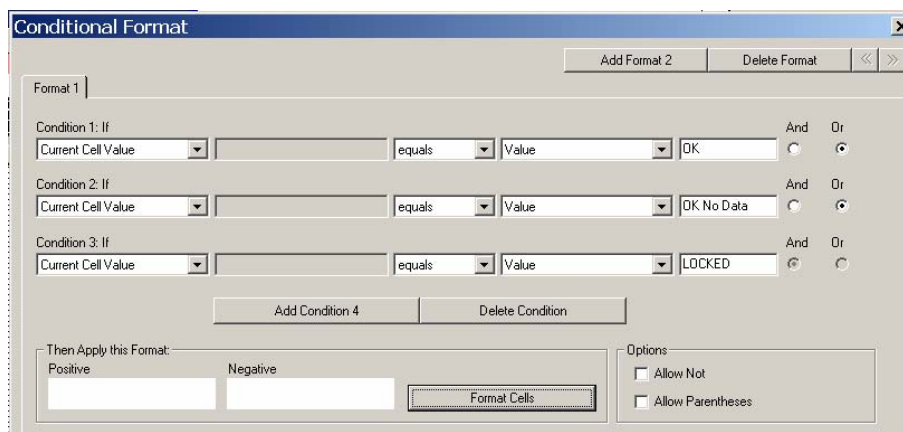 Conditional Format
Add Format 2 Delete Format
Format 1
Condition 1: If And Or
Current Cell Value equals Value OK
Condition 2: If And Or
Current Cell Value equals Value OK No Data
Condition 3: If And Or
Current Cell Value equals Value LOCKED
Add Condition 4 Delete Condition
Then Apply this Format: Options
Positive Negative Allow Not
Format Cells Allow Parentheses